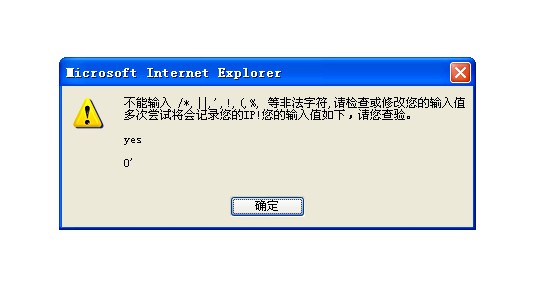 Microsoft Internet Explorer
不能输入 /*,||,',!,(,%, 等非法字符,请检查或修改您的输入值
多次尝试将会记录您的IP!您的输入值如下，请您查验。
yes
0'
确定